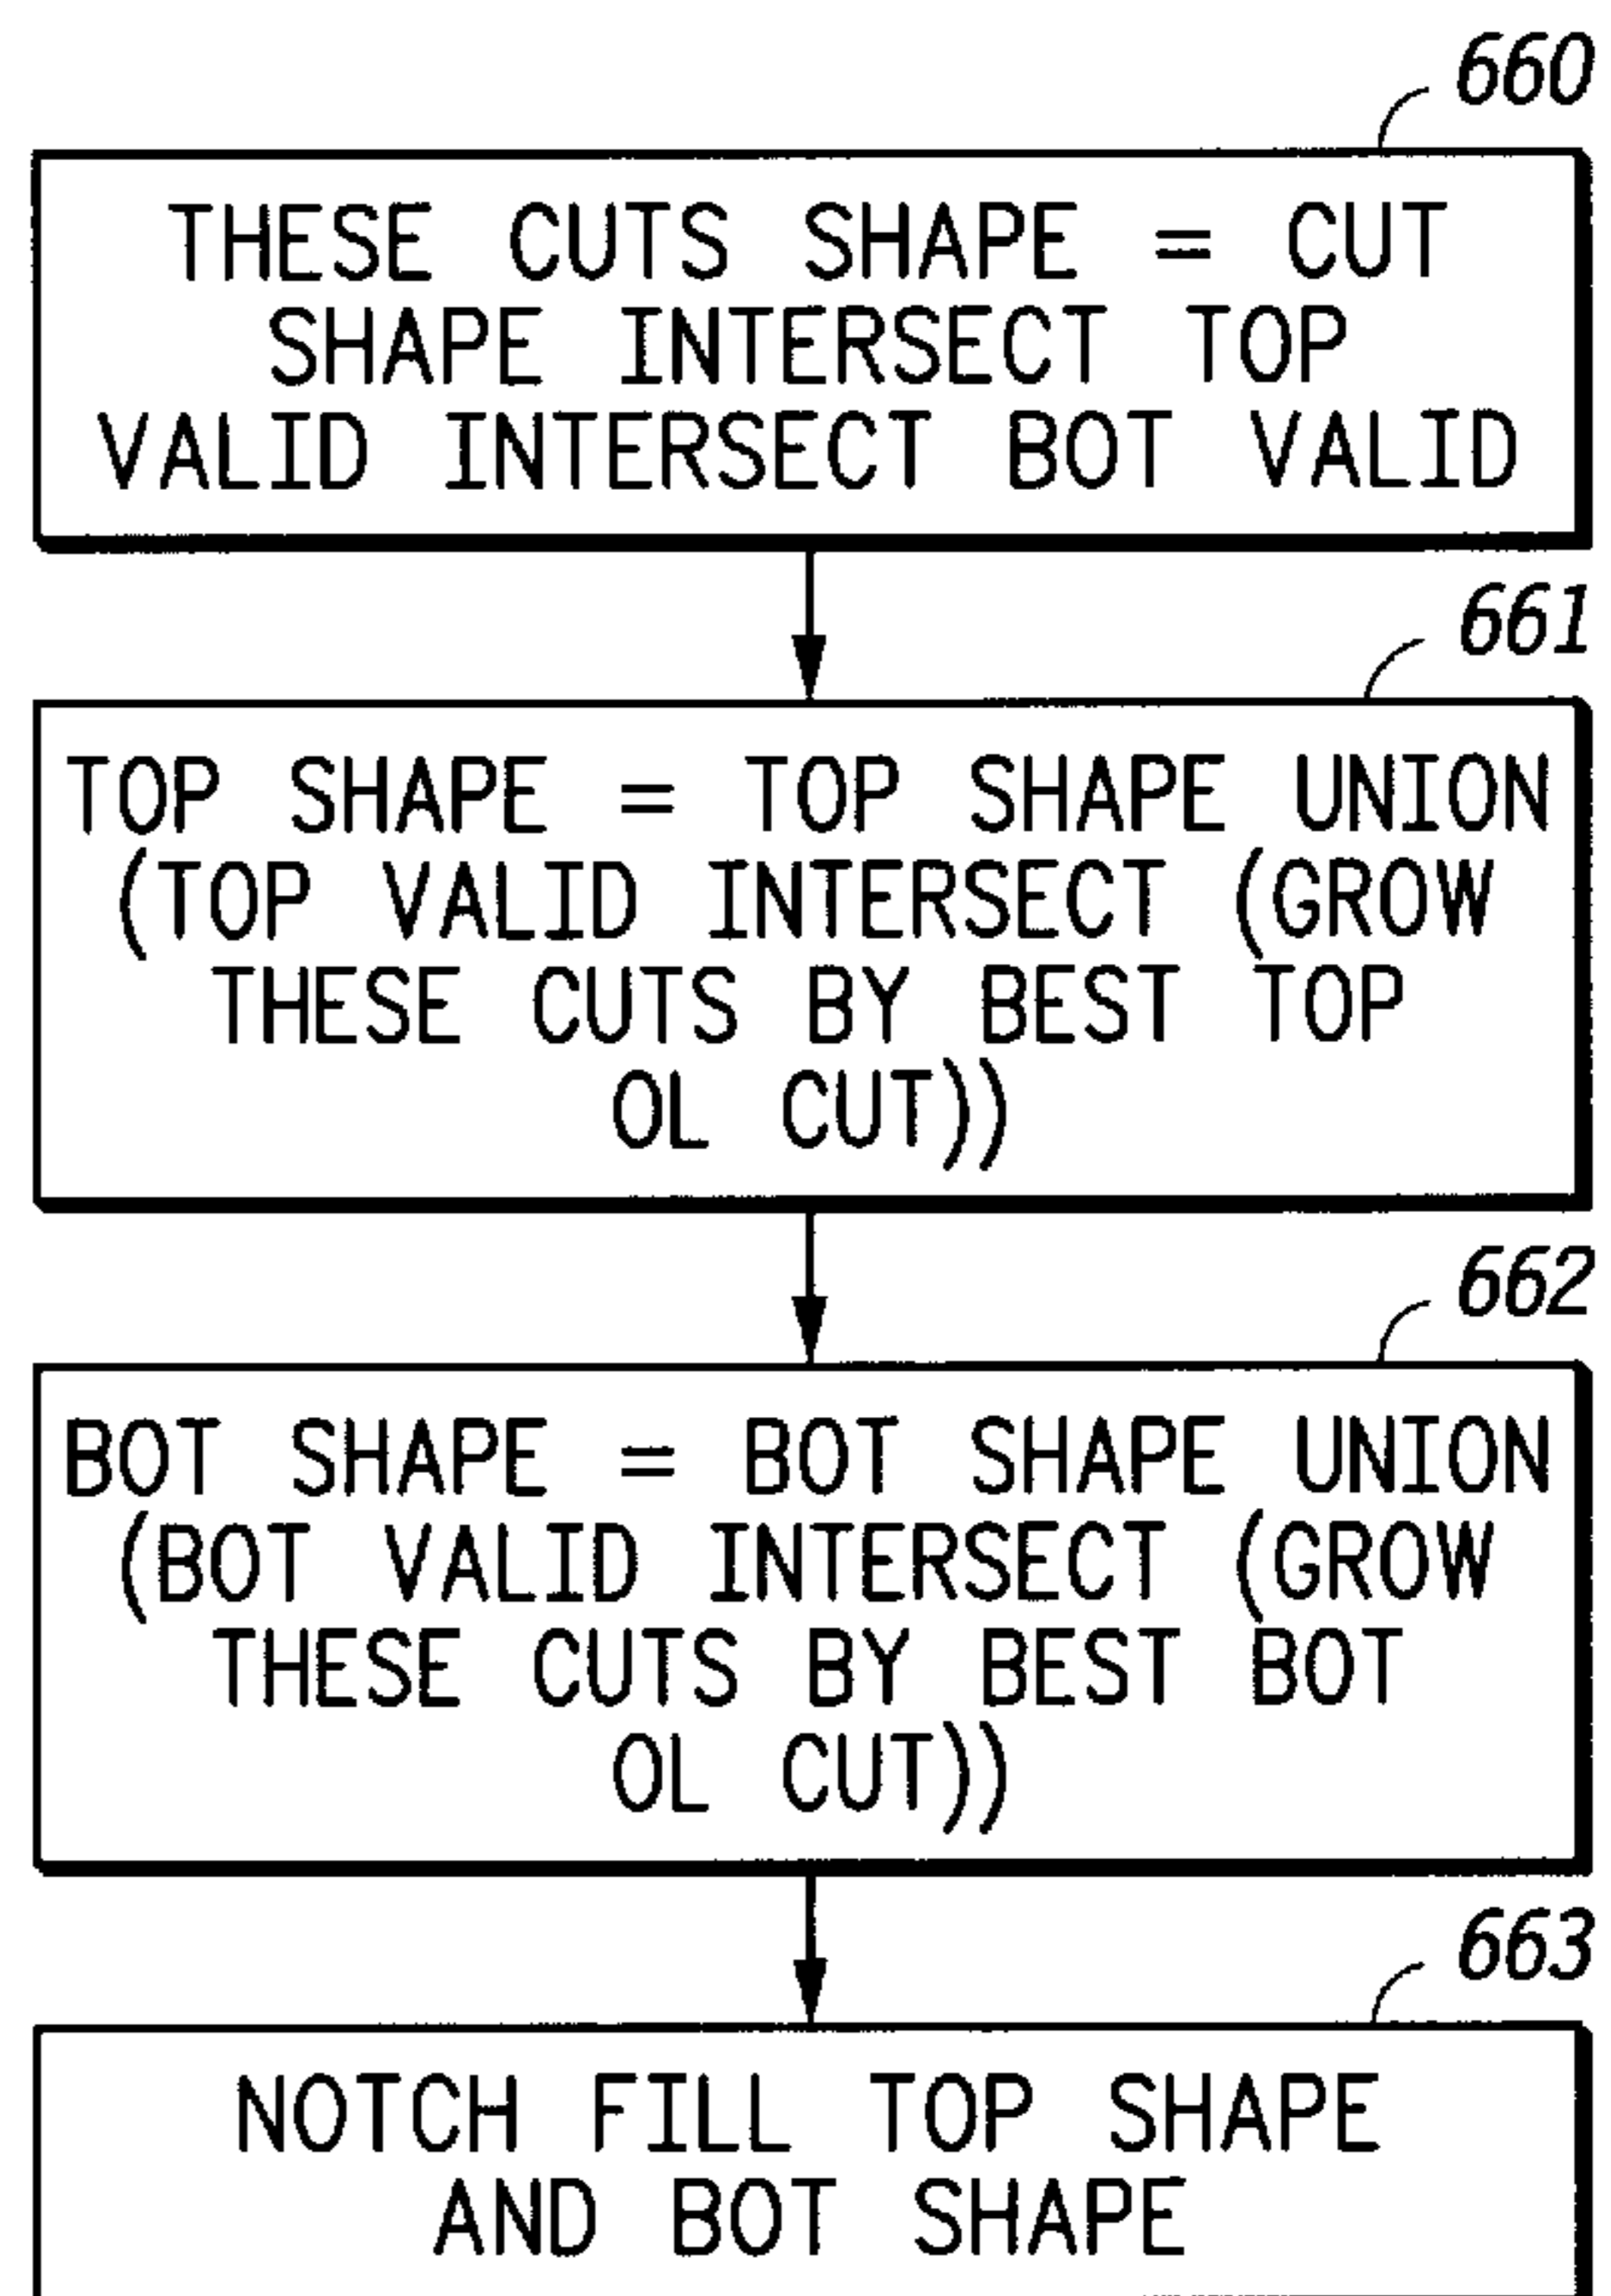 660
THESE CUTS SHAPE = CUT
SHAPE INTERSECT TOP
VALID INTERSECT BOT VALID
661
TOP SHAPE = TOP SHAPE UNION
(TOP VALID INTERSECT (GROW
THESE CUTS BY BEST TOP
OL CUT))
662
BOT SHAPE = BOT SHAPE UNION
(BOT VALID INTERSECT (GROW
THESE CUTS BY BEST BOT
OL CUT))
663
NOTCH FILL TOP SHAPE
AND BOT SHAPE